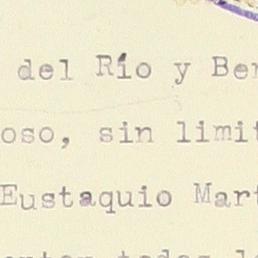 del Río y Ber
oso, sin limit
Eustaquio Mart